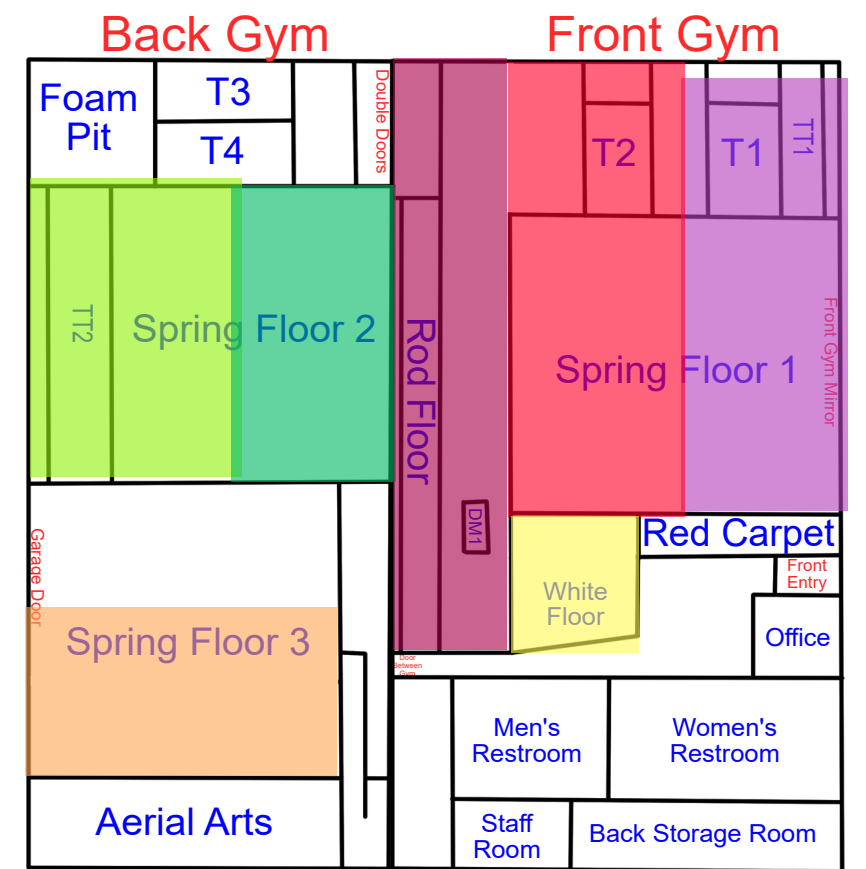 Back Gym
Front Gym
Foam
Pit
T3
T4
Double Doors
T2
T1
TT1
TT2
Spring Floor 2
Rod Floor
Spring Floor 1
Front Gym Mirror
DM1
Red Carpet
Garage Door
White
Floor
Front
Entry
Office
Spring Floor 3
Door
Between
Gym
Men's
Restroom
Women's
Restroom
Aerial Arts
Staff
Room
Back Storage Room